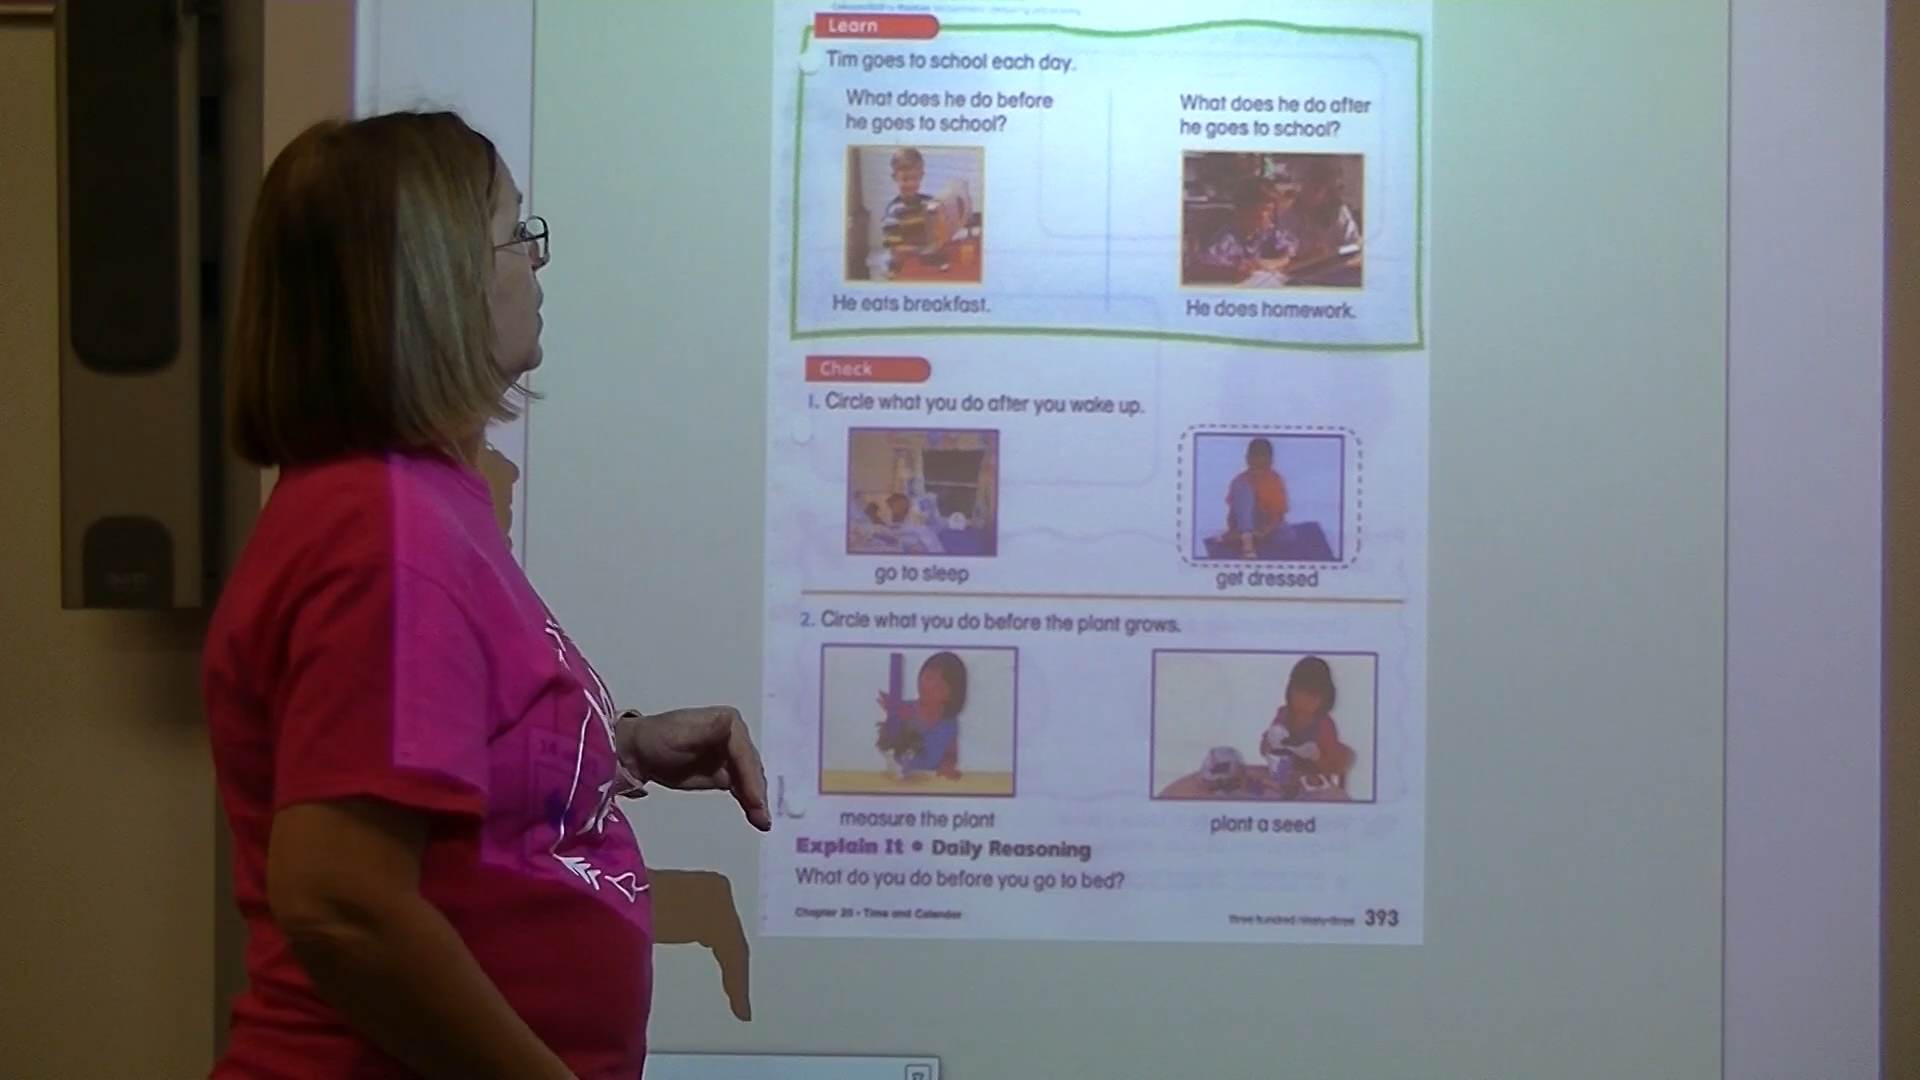 Learn
Tim goes to school each day.
What does he do before
he goes to school?
What does he do after
he goes to school?
He eats breakfast.
He does homework.
Check
1. Circle what you do after you wake up.
go to sleep
get dressed
2. Circle what you do before the plant grows.
measure the plant
plant a seed
Explain It • Daily Reasoning
What do you do before you go to bed?
Chapter 20 • Time and Calendar
three hundred ninety-three 393